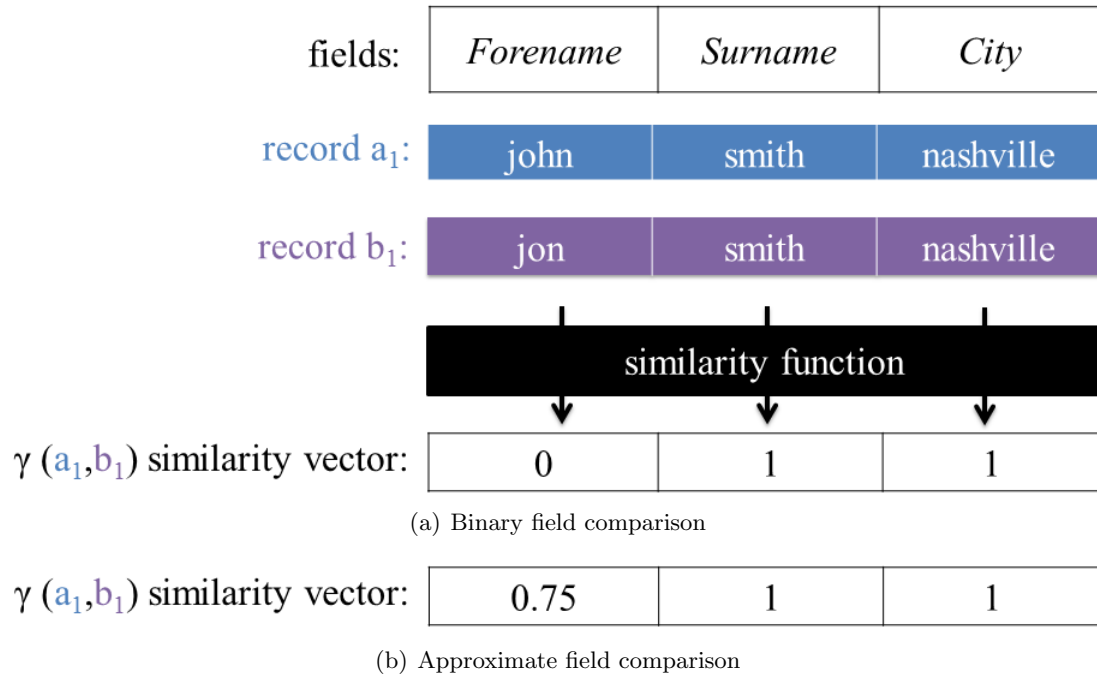 fields: Forename Surname City
record a₁: john smith nashville
record b₁: jon smith nashville
similarity function
γ (a₁,b₁) similarity vector: 0 1 1
(a) Binary field comparison
γ (a₁,b₁) similarity vector: 0.75 1 1
(b) Approximate field comparison